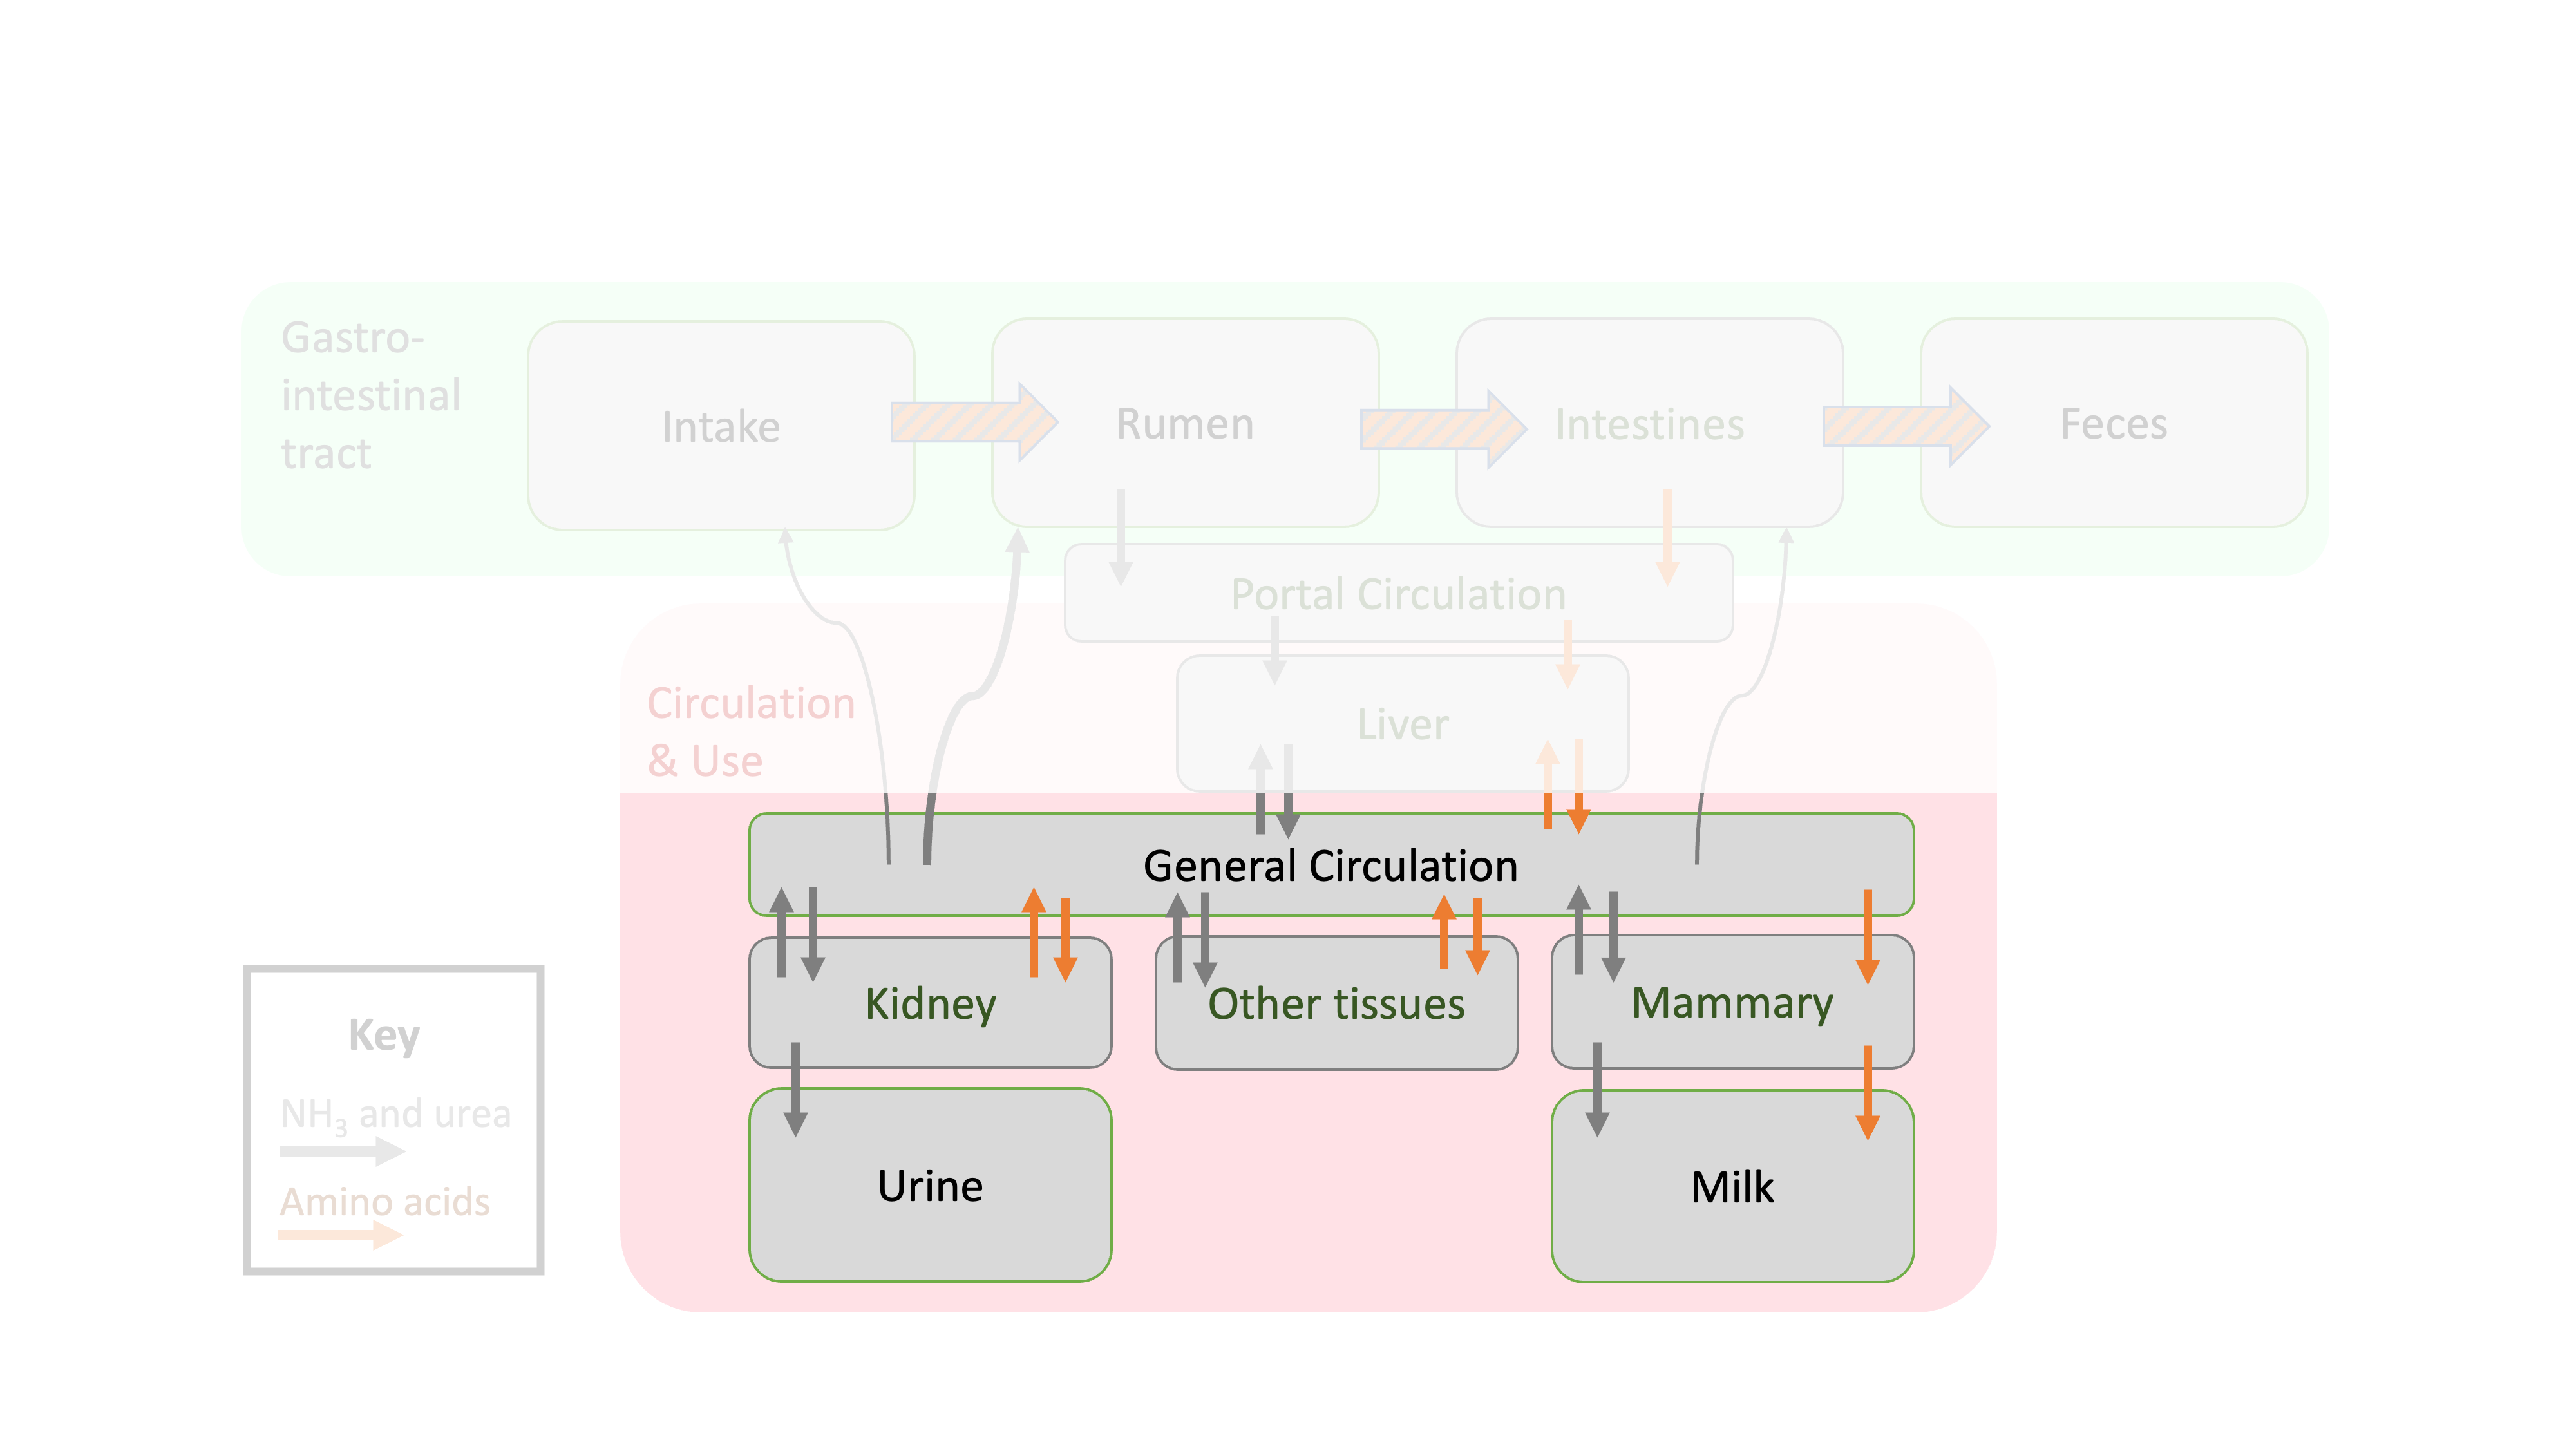 Gastro-
intestinal
tract
Intake
Rumen
Intestines
Feces
Portal Circulation
Circulation
& Use
Liver
General Circulation
Kidney
Other tissues
Mammary
Urine
Milk
Key
NH₃ and urea
Amino acids